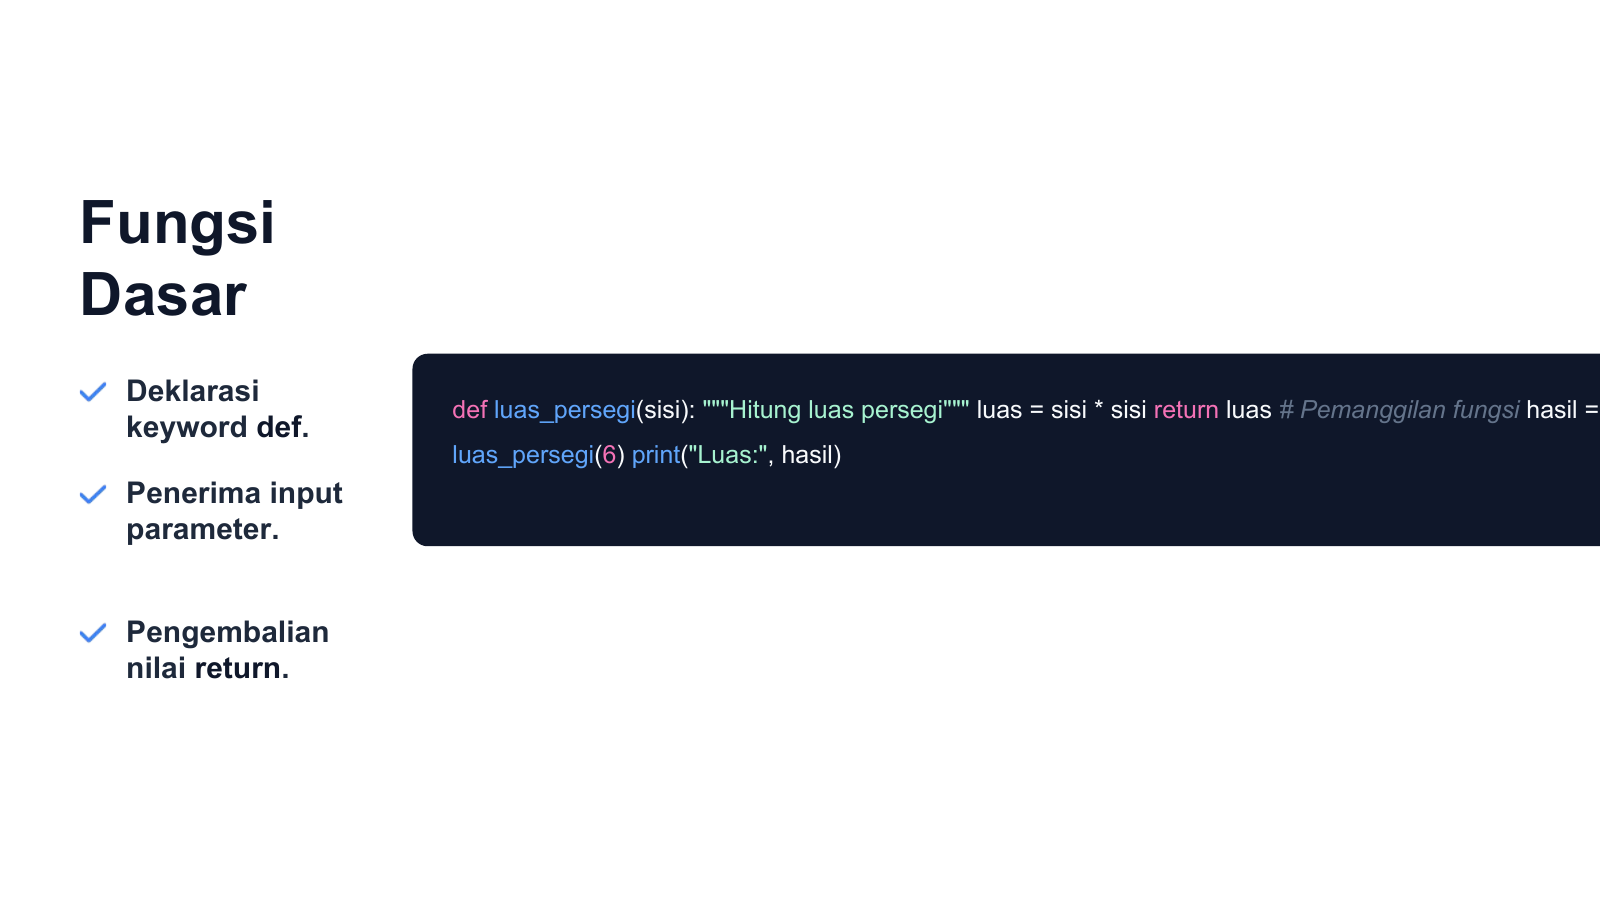 Fungsi
Dasar
Deklarasi
keyword def.
Penerima input
parameter.
Pengembalian
nilai return.
def luas_persegi(sisi): """Hitung luas persegi""" luas = sisi * sisi return luas # Pemanggilan fungsi hasil =
luas_persegi(6) print("Luas:", hasil)